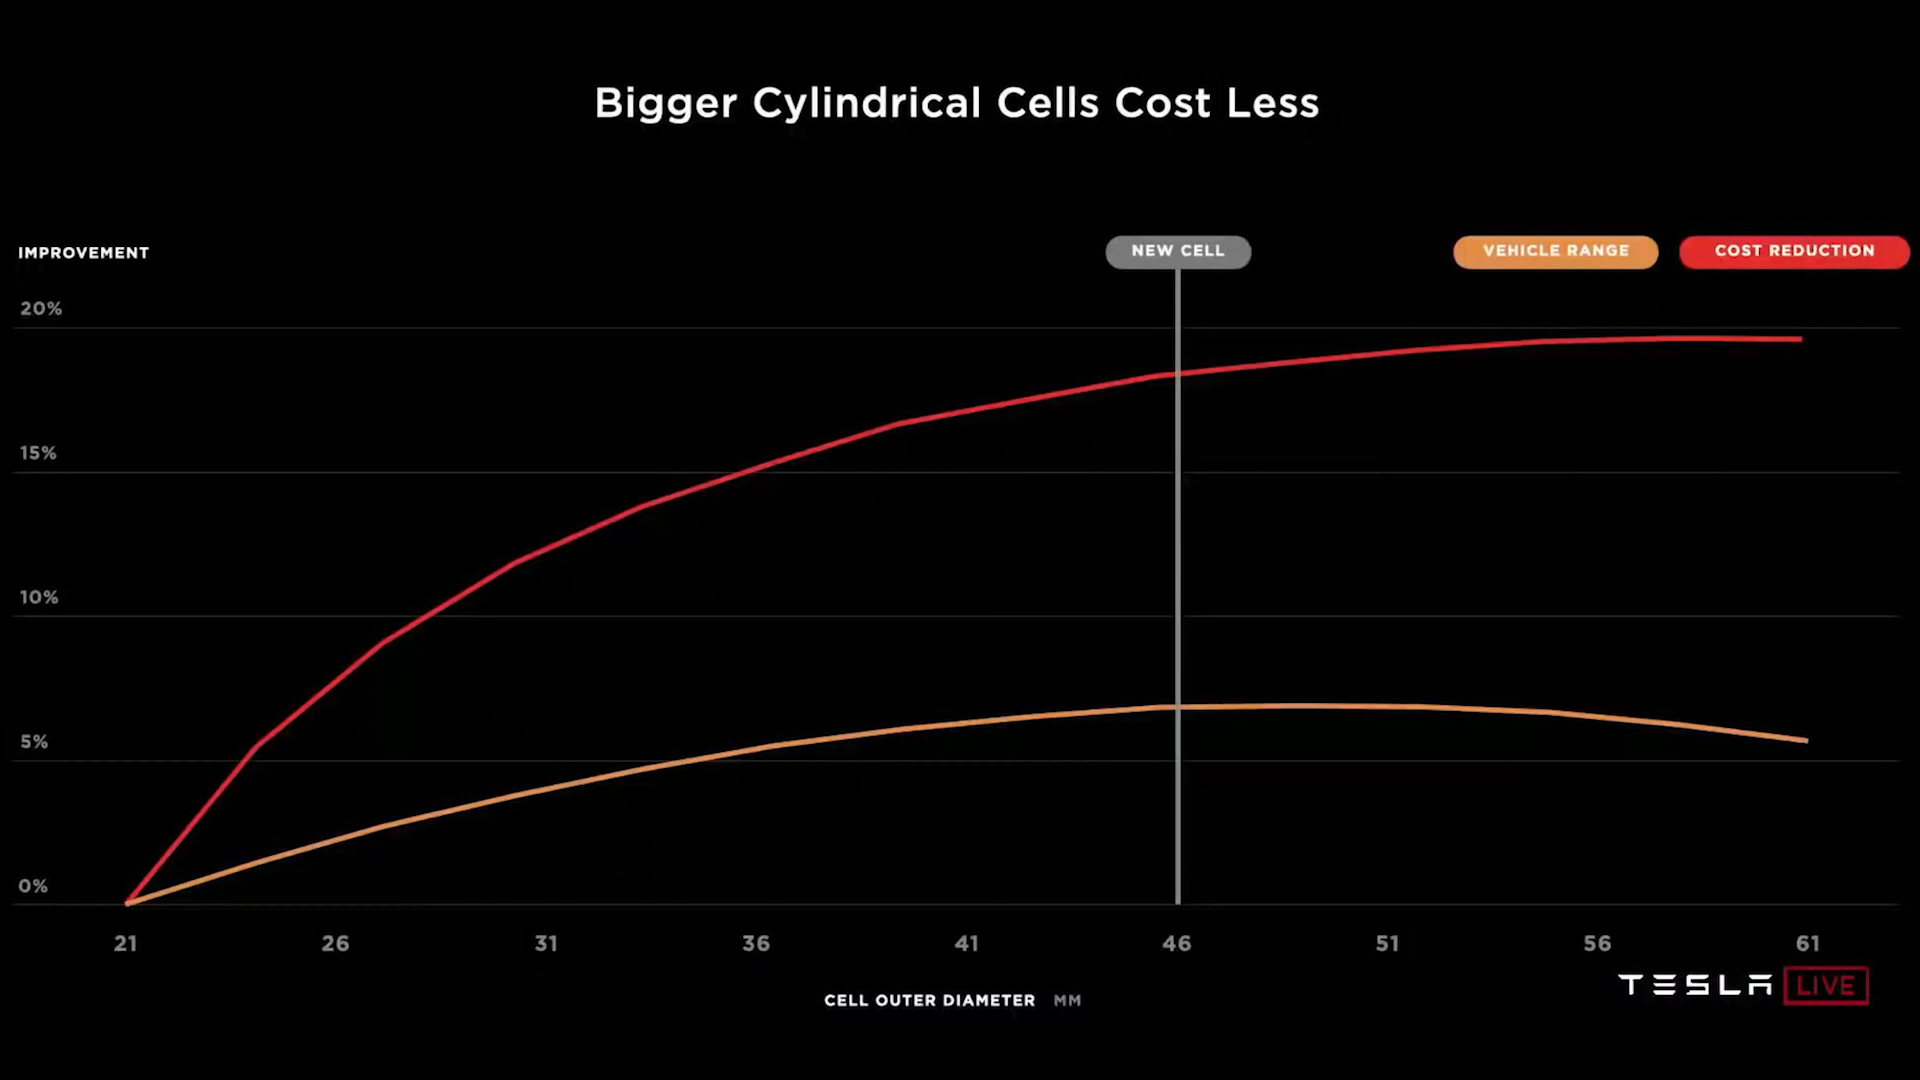 Bigger Cylindrical Cells Cost Less
IMPROVEMENT
NEW CELL
VEHICLE RANGE
COST REDUCTION
20%
15%
10%
5%
0%
21 26 31 36 41 46 51 56 61
CELL OUTER DIAMETER MM
TESLA LIVE